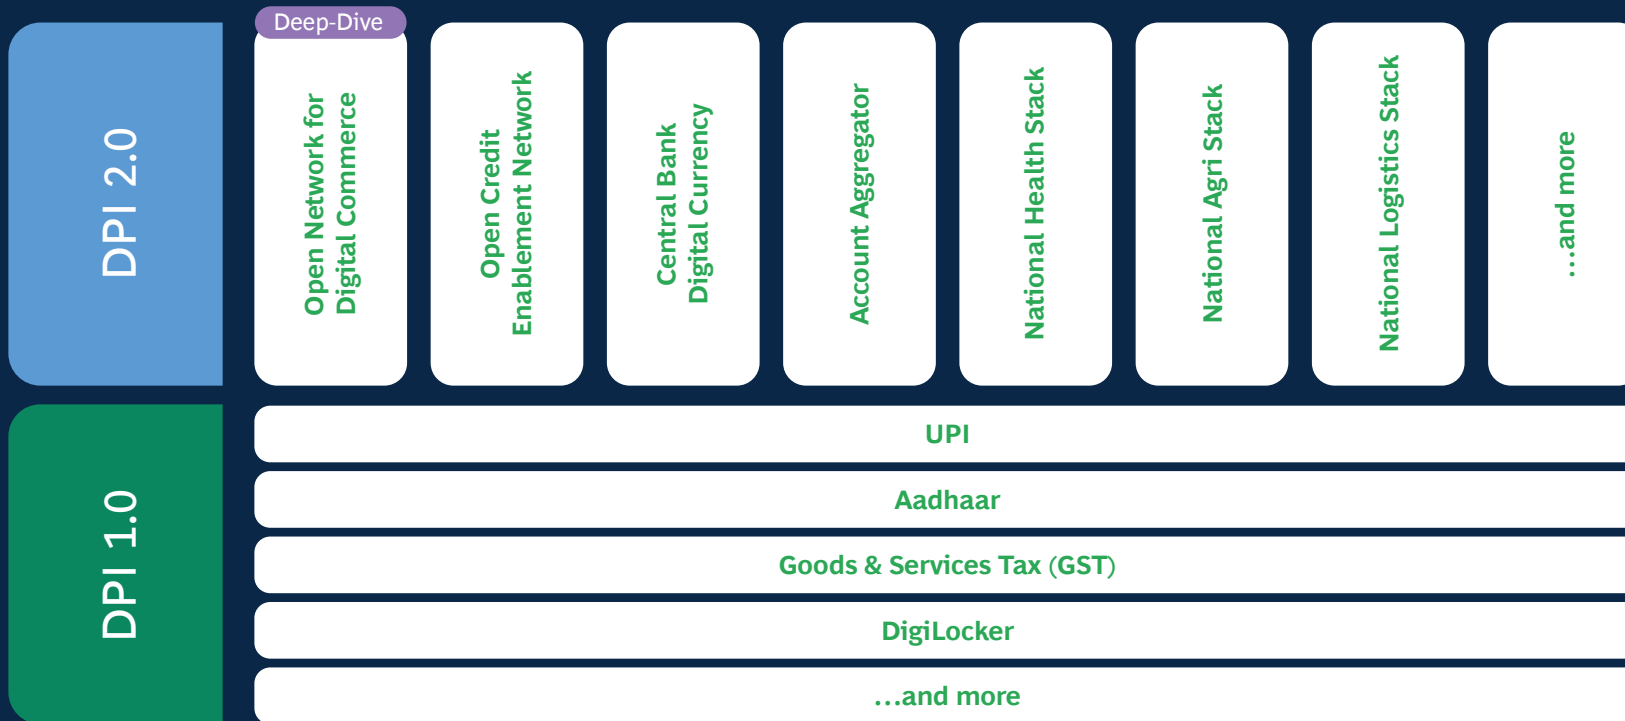 Deep-Dive
DPI 2.0
Open Network for
Digital Commerce
Open Credit
Enablement Network
Central Bank
Digital Currency
Account Aggregator
National Health Stack
National Agri Stack
National Logistics Stack
...and more
DPI 1.0
UPI
Aadhaar
Goods & Services Tax (GST)
DigiLocker
...and more